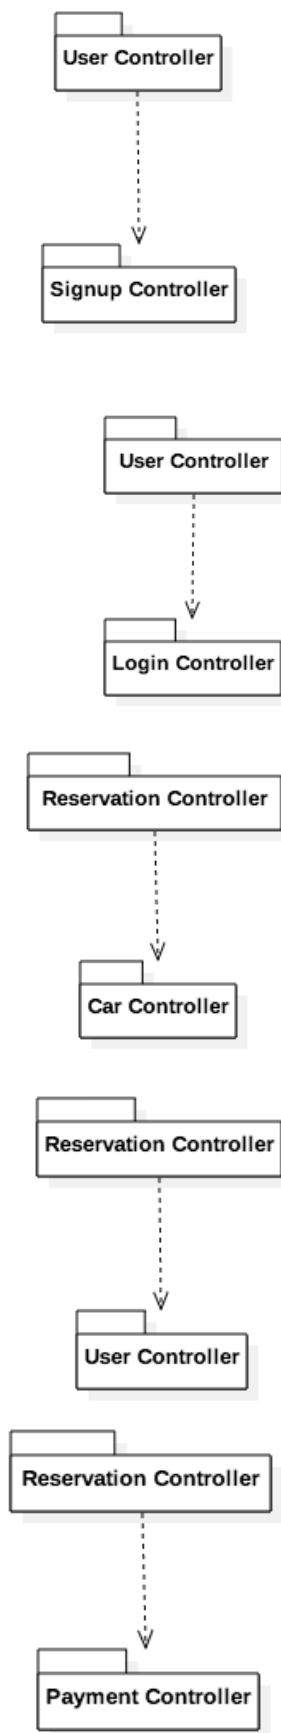 User Controller
Signup Controller
User Controller
Login Controller
Reservation Controller
Car Controller
Reservation Controller
User Controller
Reservation Controller
Payment Controller